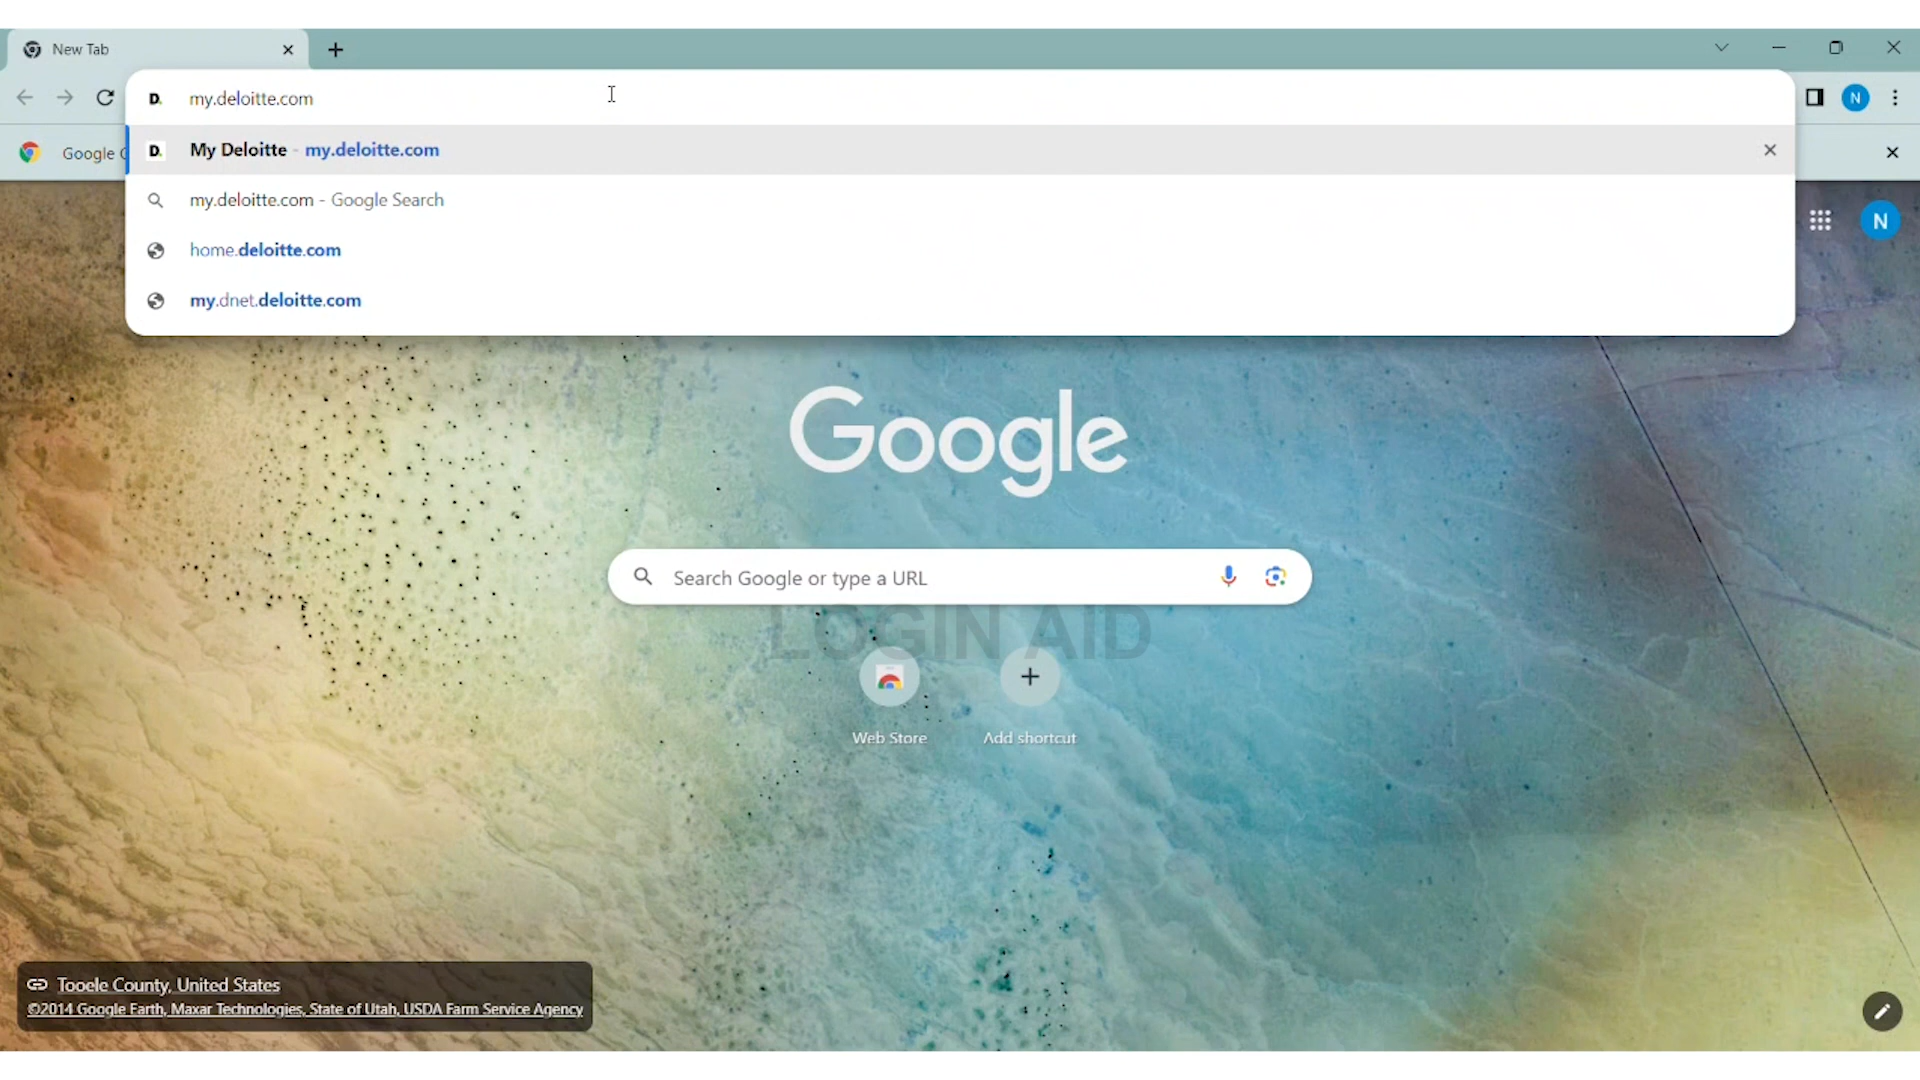 New Tab
D. my.deloitte.com
D. My Deloitte - my.deloitte.com
Google
my.deloitte.com - Google Search
home.deloitte.com
my.dnet.deloitte.com
N
N
Google
Search Google or type a URL
LOGIN AID
Web Store
Add shortcut
Tooele County, United States
©2014 Google Earth, Maxar Technologies, State of Utah, USDA Farm Service Agency